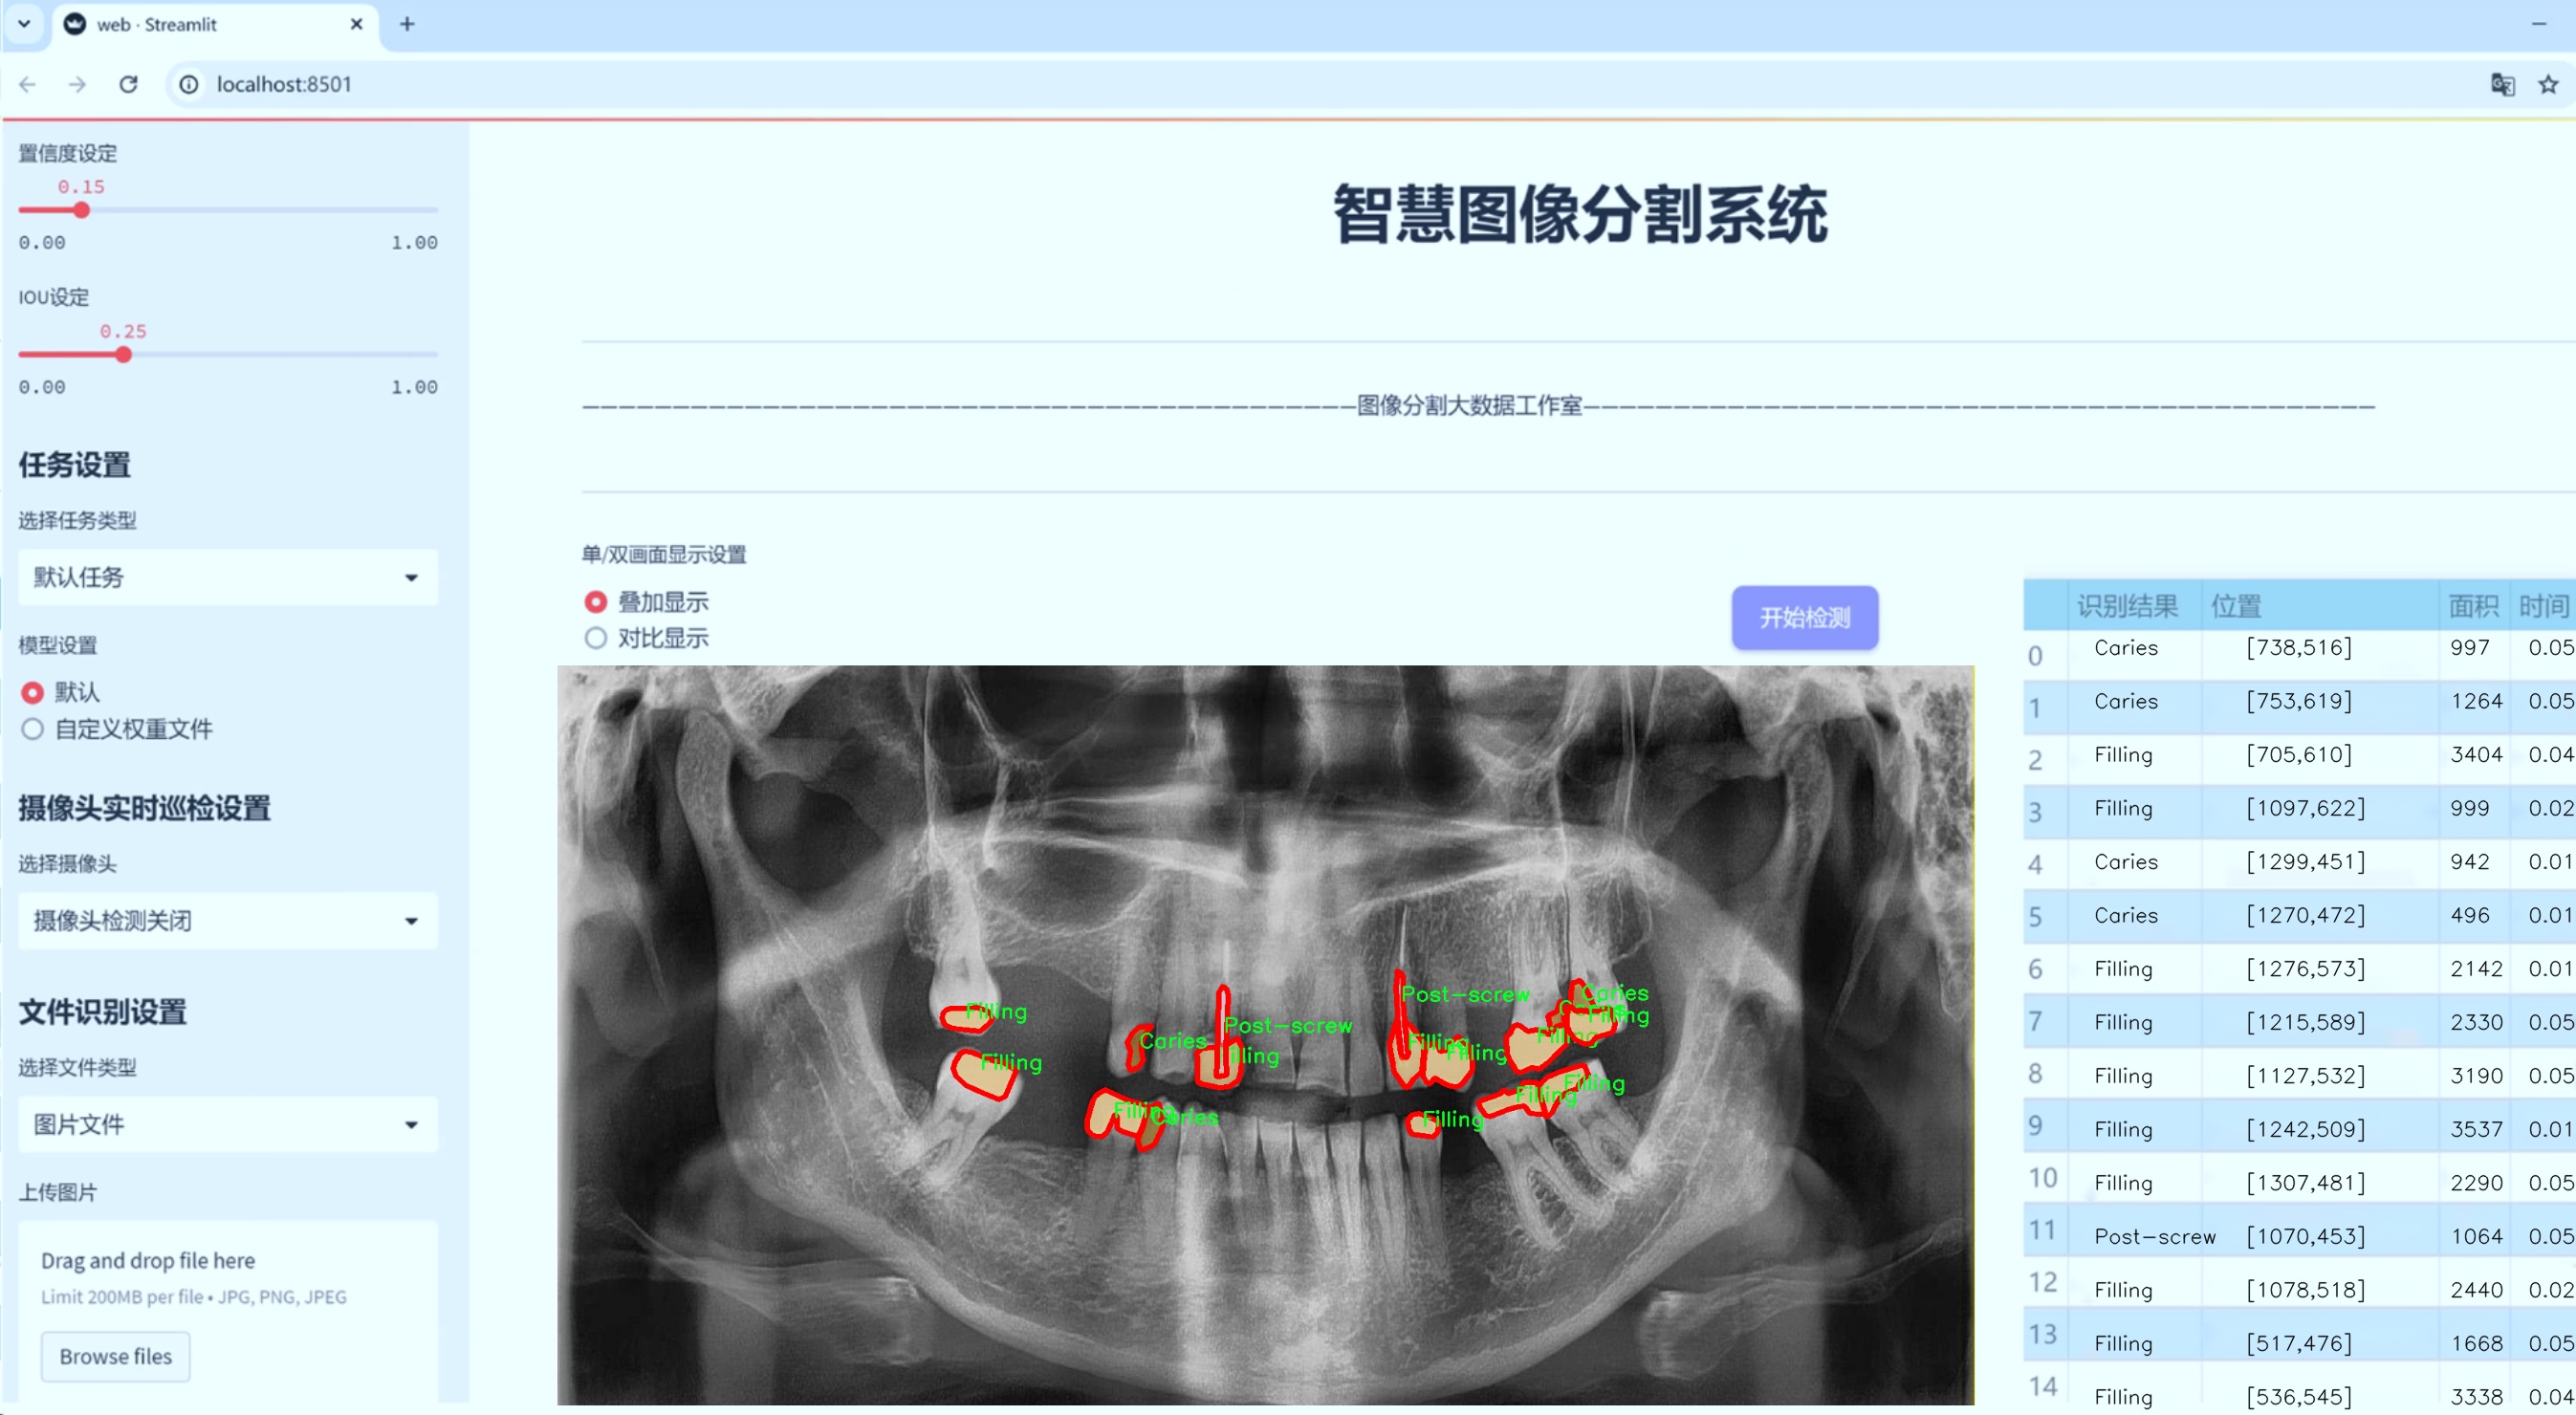 web · Streamlit
localhost:8501
置信度设定
0.15
0.00 1.00
IOU设定
0.25
0.00 1.00
任务设置
选择任务类型
默认任务
模型设置
默认
自定义权重文件
摄像头实时巡检设置
选择摄像头
摄像头检测关闭
文件识别设置
选择文件类型
图片文件
上传图片
Drag and drop file here
Limit 200MB per file • JPG, PNG, JPEG
Browse files
智慧图像分割系统
图像分割大数据工作室
单/双画面显示设置
叠加显示
对比显示
开始检测
Filling
Filling
Caries
Post-screw
Filling
Filling
Caries
Post-screw
Filling
Filling
Filling
Caries
Caries
Filling
Filling
Filling
Filling
识别结果 位置 面积 时间
0 Caries [738,516] 997 0.05
1 Caries [753,619] 1264 0.05
2 Filling [705,610] 3404 0.04
3 Filling [1097,622] 999 0.02
4 Caries [1299,451] 942 0.01
5 Caries [1270,472] 496 0.01
6 Filling [1276,573] 2142 0.01
7 Filling [1215,589] 2330 0.05
8 Filling [1127,532] 3190 0.05
9 Filling [1242,509] 3537 0.01
10 Filling [1307,481] 2290 0.05
11 Post-screw [1070,453] 1064 0.05
12 Filling [1078,518] 2440 0.02
13 Filling [517,476] 1668 0.05
14 Filling [536,545] 3338 0.04